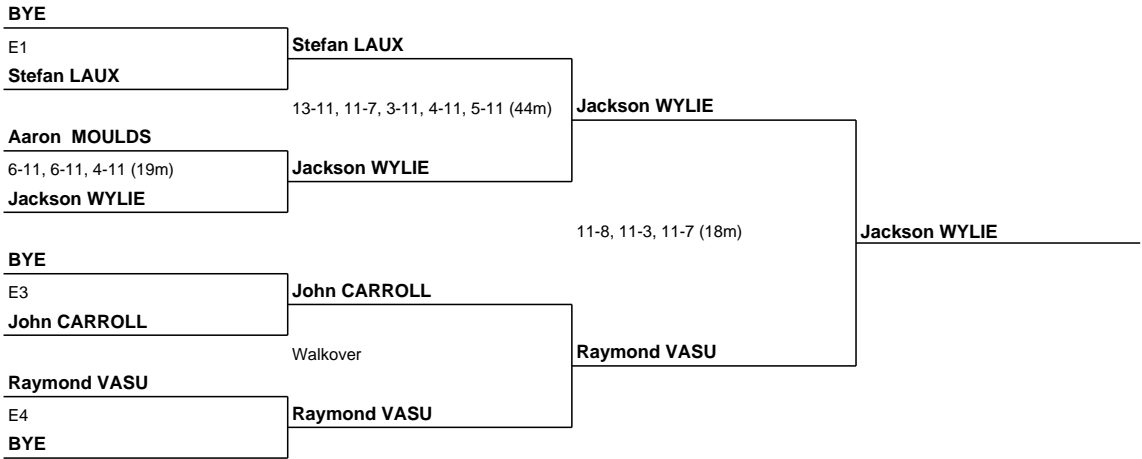 BYE
E1
Stefan LAUX
Stefan LAUX
13-11, 11-7, 3-11, 4-11, 5-11 (44m)
Jackson WYLIE
Aaron  MOULDS
6-11, 6-11, 4-11 (19m)
Jackson WYLIE
Jackson WYLIE
11-8, 11-3, 11-7 (18m)
Jackson WYLIE
BYE
E3
John CARROLL
John CARROLL
Walkover
Raymond VASU
Raymond VASU
E4
Raymond VASU
BYE